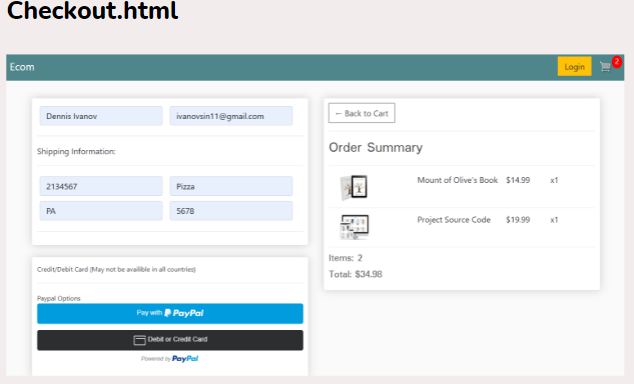 Checkout.html
Ecom
Login
2
Dennis Ivanov
ivanovsin11@gmail.com
Shipping Information:
2134567
Pizza
PA
5678
Credit/Debit Card (May not be availible in all countries)
Paypal Options
Pay with PayPal
Debit or Credit Card
Powered by PayPal
← Back to Cart
Order Summary
Mount of Olive's Book $14.99 x1
Project Source Code $19.99 x1
Items: 2
Total: $34.98